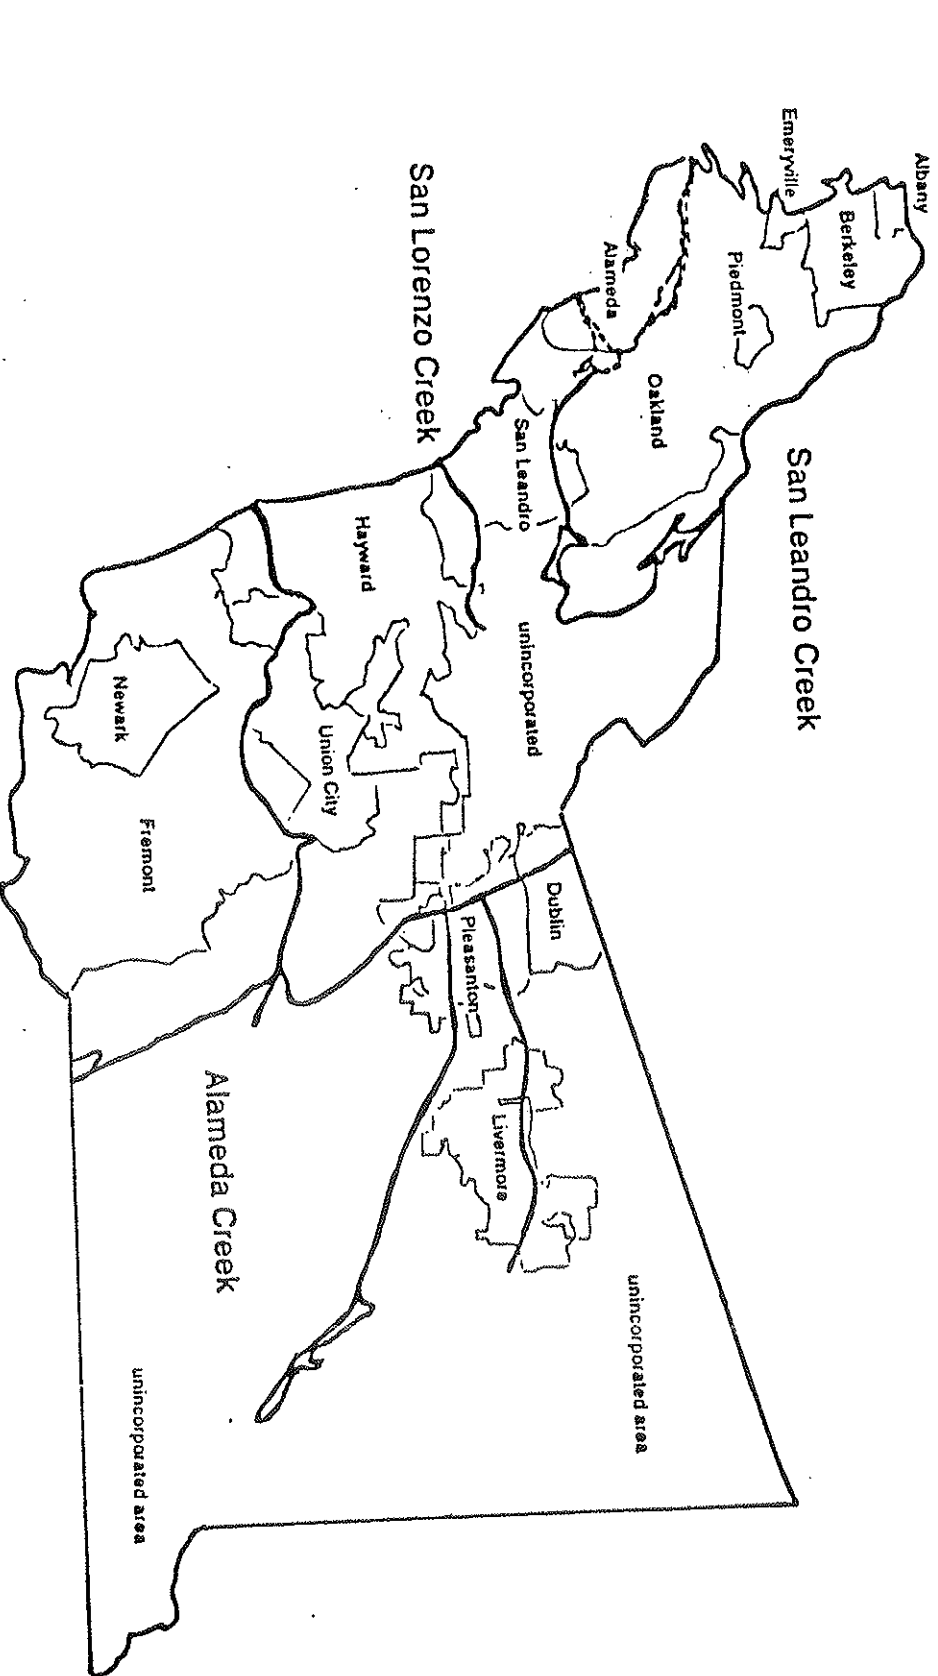 Albany
Berkeley
Emeryville
Piedmont
San Leandro Creek
Oakland
Alameda
San Leandro
unincorporated
Dublin
unincorporated area
San Lorenzo Creek
Hayward
Union City
Pleasanton
Livermore
Newark
Fremont
Alameda Creek
unincorporated area